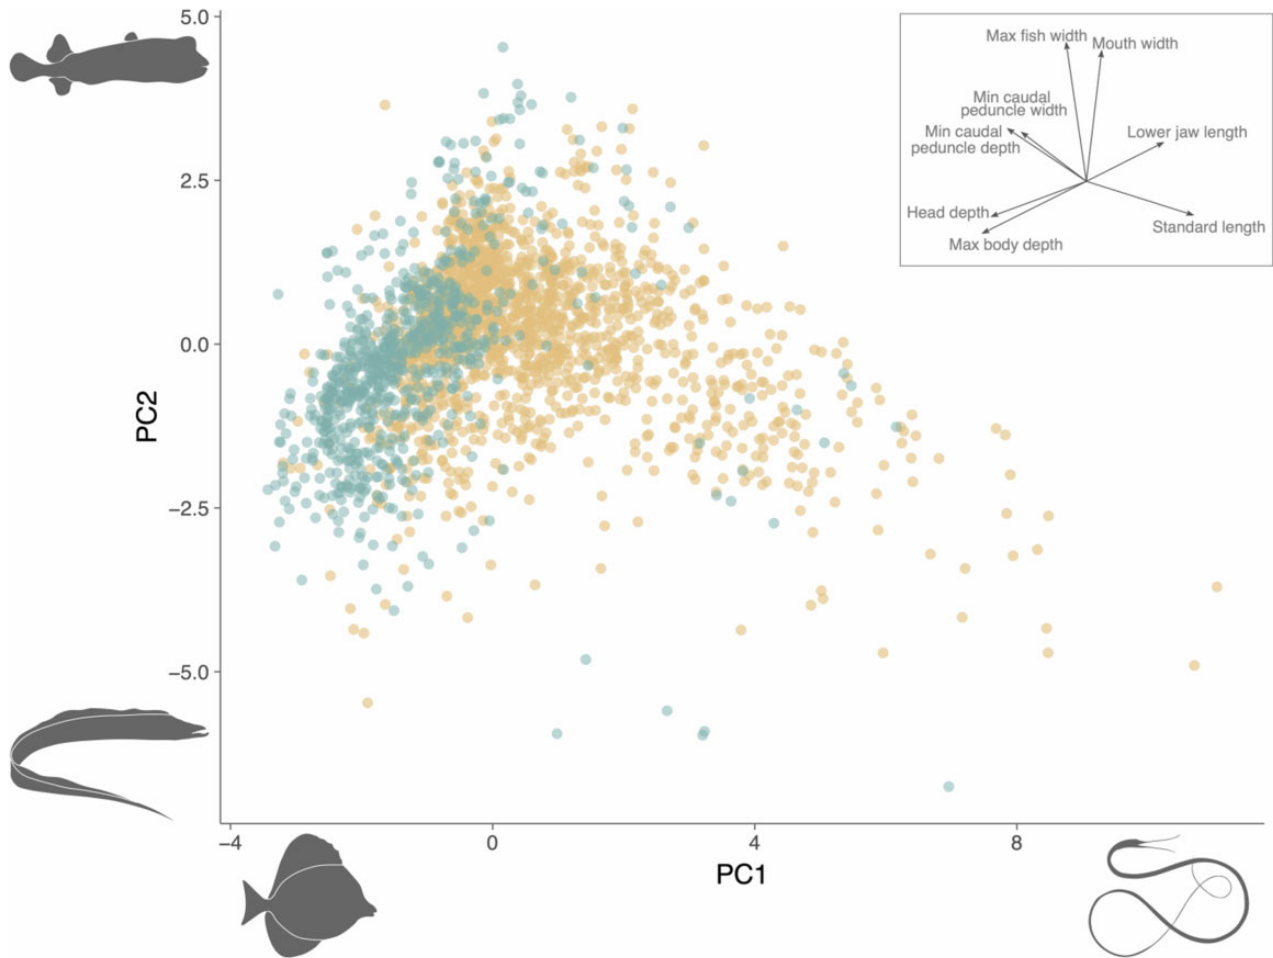 5.0
2.5
0.0
−2.5
−5.0
PC2
−4
0
4
8
PC1
Max fish width
Mouth width
Min caudal
peduncle width
Min caudal
peduncle depth
Lower jaw length
Head depth
Max body depth
Standard length